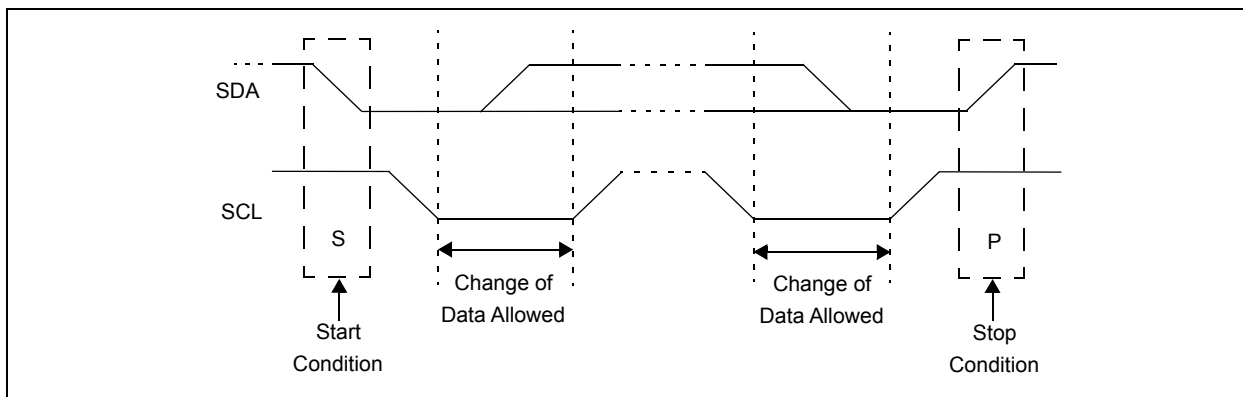 SDA
SCL
S
P
Change of
Data Allowed
Change of
Data Allowed
Start
Condition
Stop
Condition